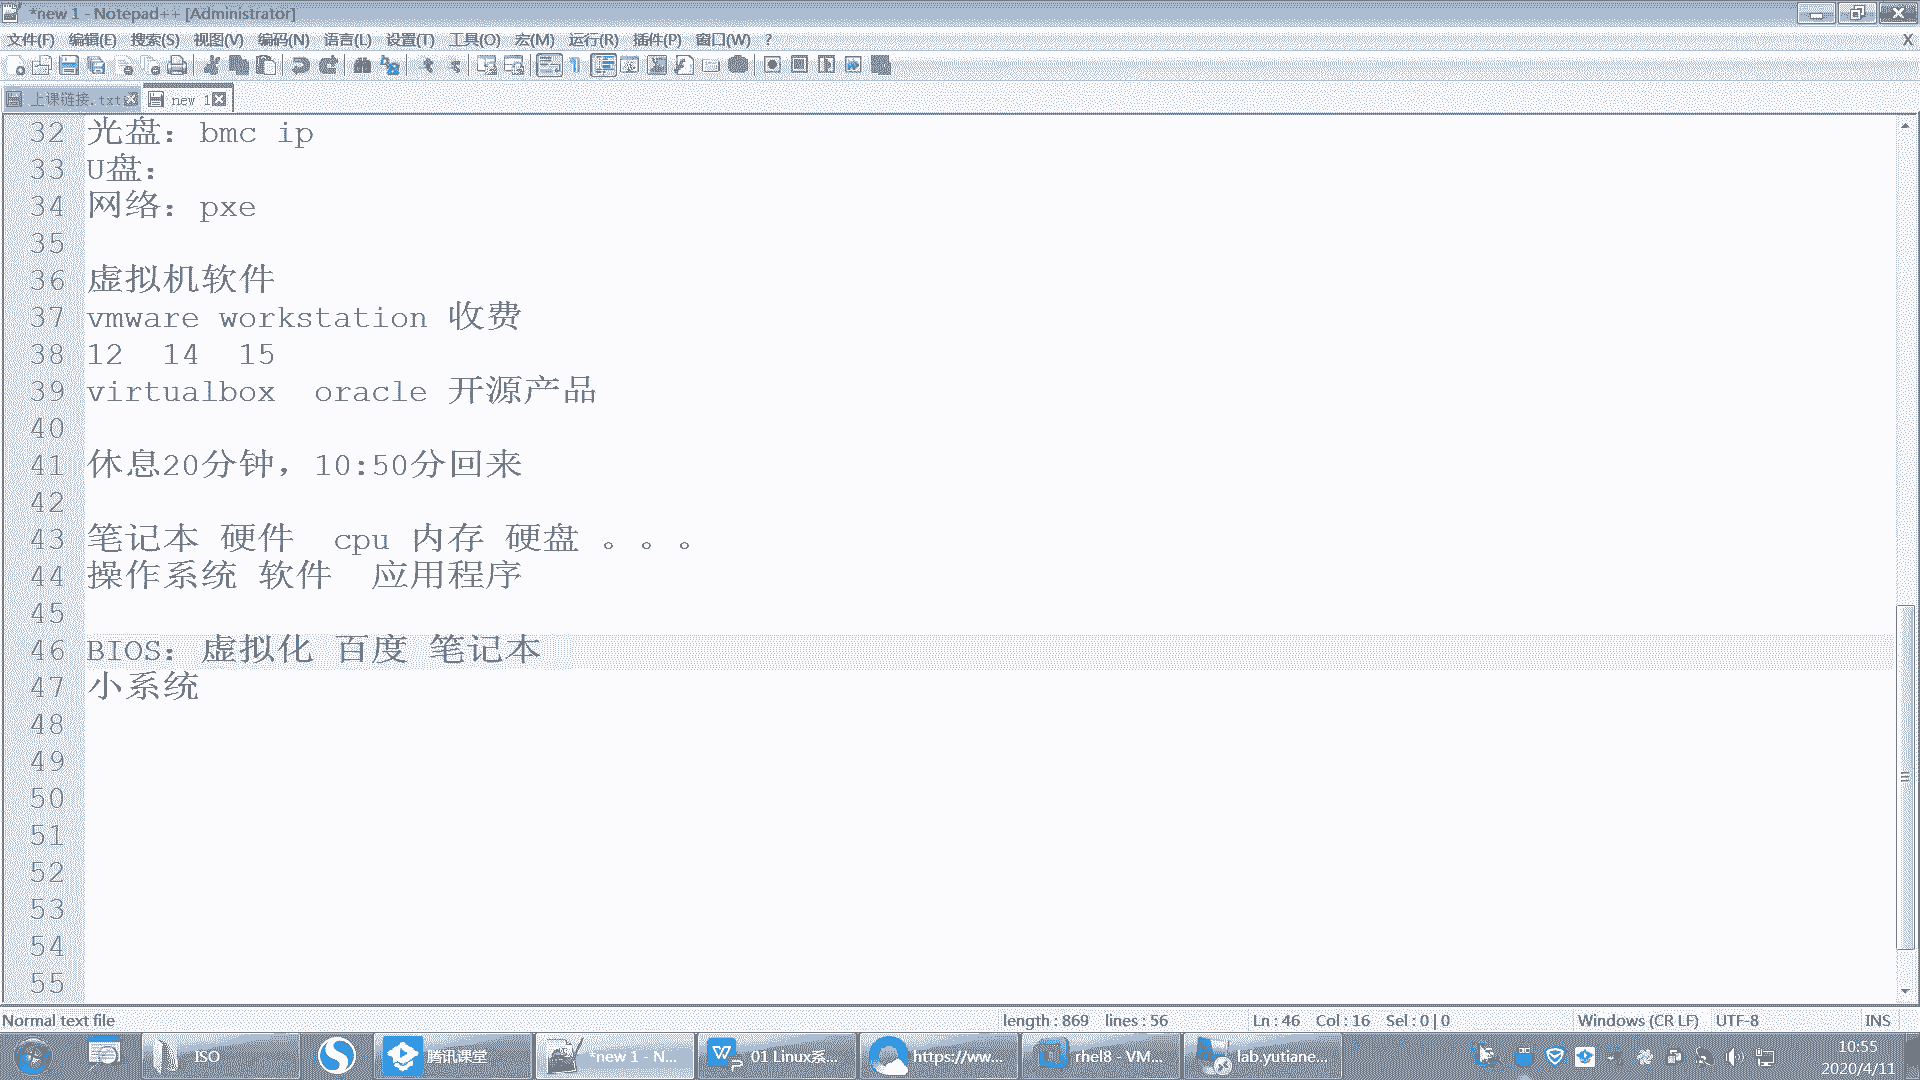 *new 1 - Notepad++ [Administrator]
文件(F) 编辑(E) 搜索(S) 视图(V) 编码(N) 语言(L) 设置(T) 工具(O) 宏(M) 运行(R) 插件(P) 窗口(W) ? X
上课链接.txt new 1
32 光盘：bmc ip
33 U盘：
34 网络：pxe
35
36 虚拟机软件
37 vmware workstation 收费
38 12 14 15
39 virtualbox oracle 开源产品
40
41 休息20分钟，10:50分回来
42
43 笔记本 硬件 cpu 内存 硬盘 。。。
44 操作系统 软件 应用程序
45
46 BIOS：虚拟化 百度 笔记本
47 小系统
48
49
50
51
52
53
54
55
Normal text file length : 869 lines : 56 Ln : 46 Col : 16 Sel : 0 | 0 Windows (CR LF) UTF-8 INS
ISO 腾讯课堂 *new 1 - N... 01 Linux系... https://ww... rhel8 - VM... lab.yutiane... 10:55
2020/4/11